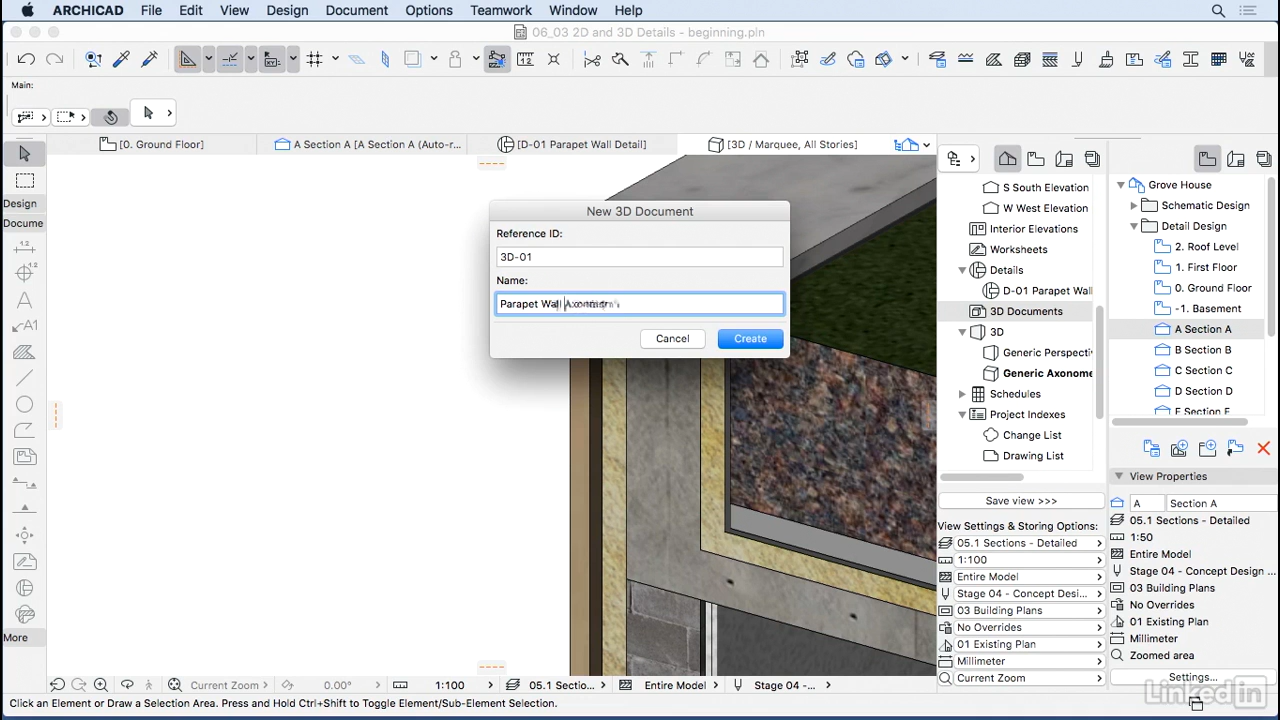 ARCHICAD File Edit View Design Document Options Teamwork Window Help
06_03 2D and 3D Details - beginning.pln
Main:
[0. Ground Floor]
A Section A [A Section A (Auto-r...
[D-01 Parapet Wall Detail]
[3D / Marquee, All Stories]
Design
Docume
More
New 3D Document
Reference ID:
3D-01
Name:
Parapet Wall
Cancel
Create
S South Elevation
W West Elevation
Interior Elevations
Worksheets
Details
D-01 Parapet Wal
3D Documents
3D
Generic Perspecti
Generic Axonome
Schedules
Project Indexes
Change List
Drawing List
Save view >>>
View Settings & Storing Options:
05.1 Sections - Detailed
1:100
Entire Model
Stage 04 - Concept Desi...
03 Building Plans
No Overrides
01 Existing Plan
Millimeter
Current Zoom
Grove House
Schematic Design
Detail Design
2. Roof Level
1. First Floor
0. Ground Floor
-1. Basement
A Section A
B Section B
C Section C
D Section D
E Section E
View Properties
A
Section A
05.1 Sections - Detailed
1:50
Entire Model
Stage 04 - Concept Design ...
03 Building Plans
No Overrides
01 Existing Plan
Millimeter
Zoomed area
Settings...
Current Zoom
0.00°
1:100
05.1 Sectio...
Entire Model
Stage 04 -...
Click an Element or Draw a Selection Area. Press and Hold Ctrl+Shift to Toggle Element/Sub-Element Selection.
Linked in